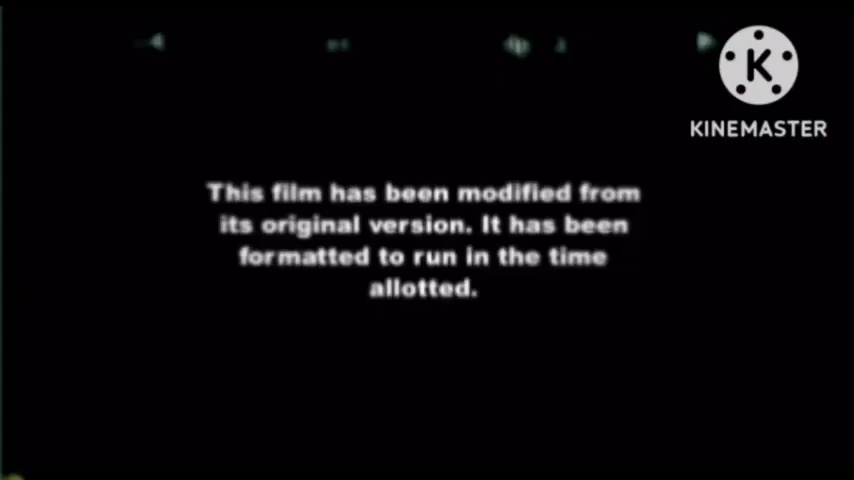 K
KINEMASTER
This film has been modified from
its original version. It has been
formatted to run in the time
allotted.